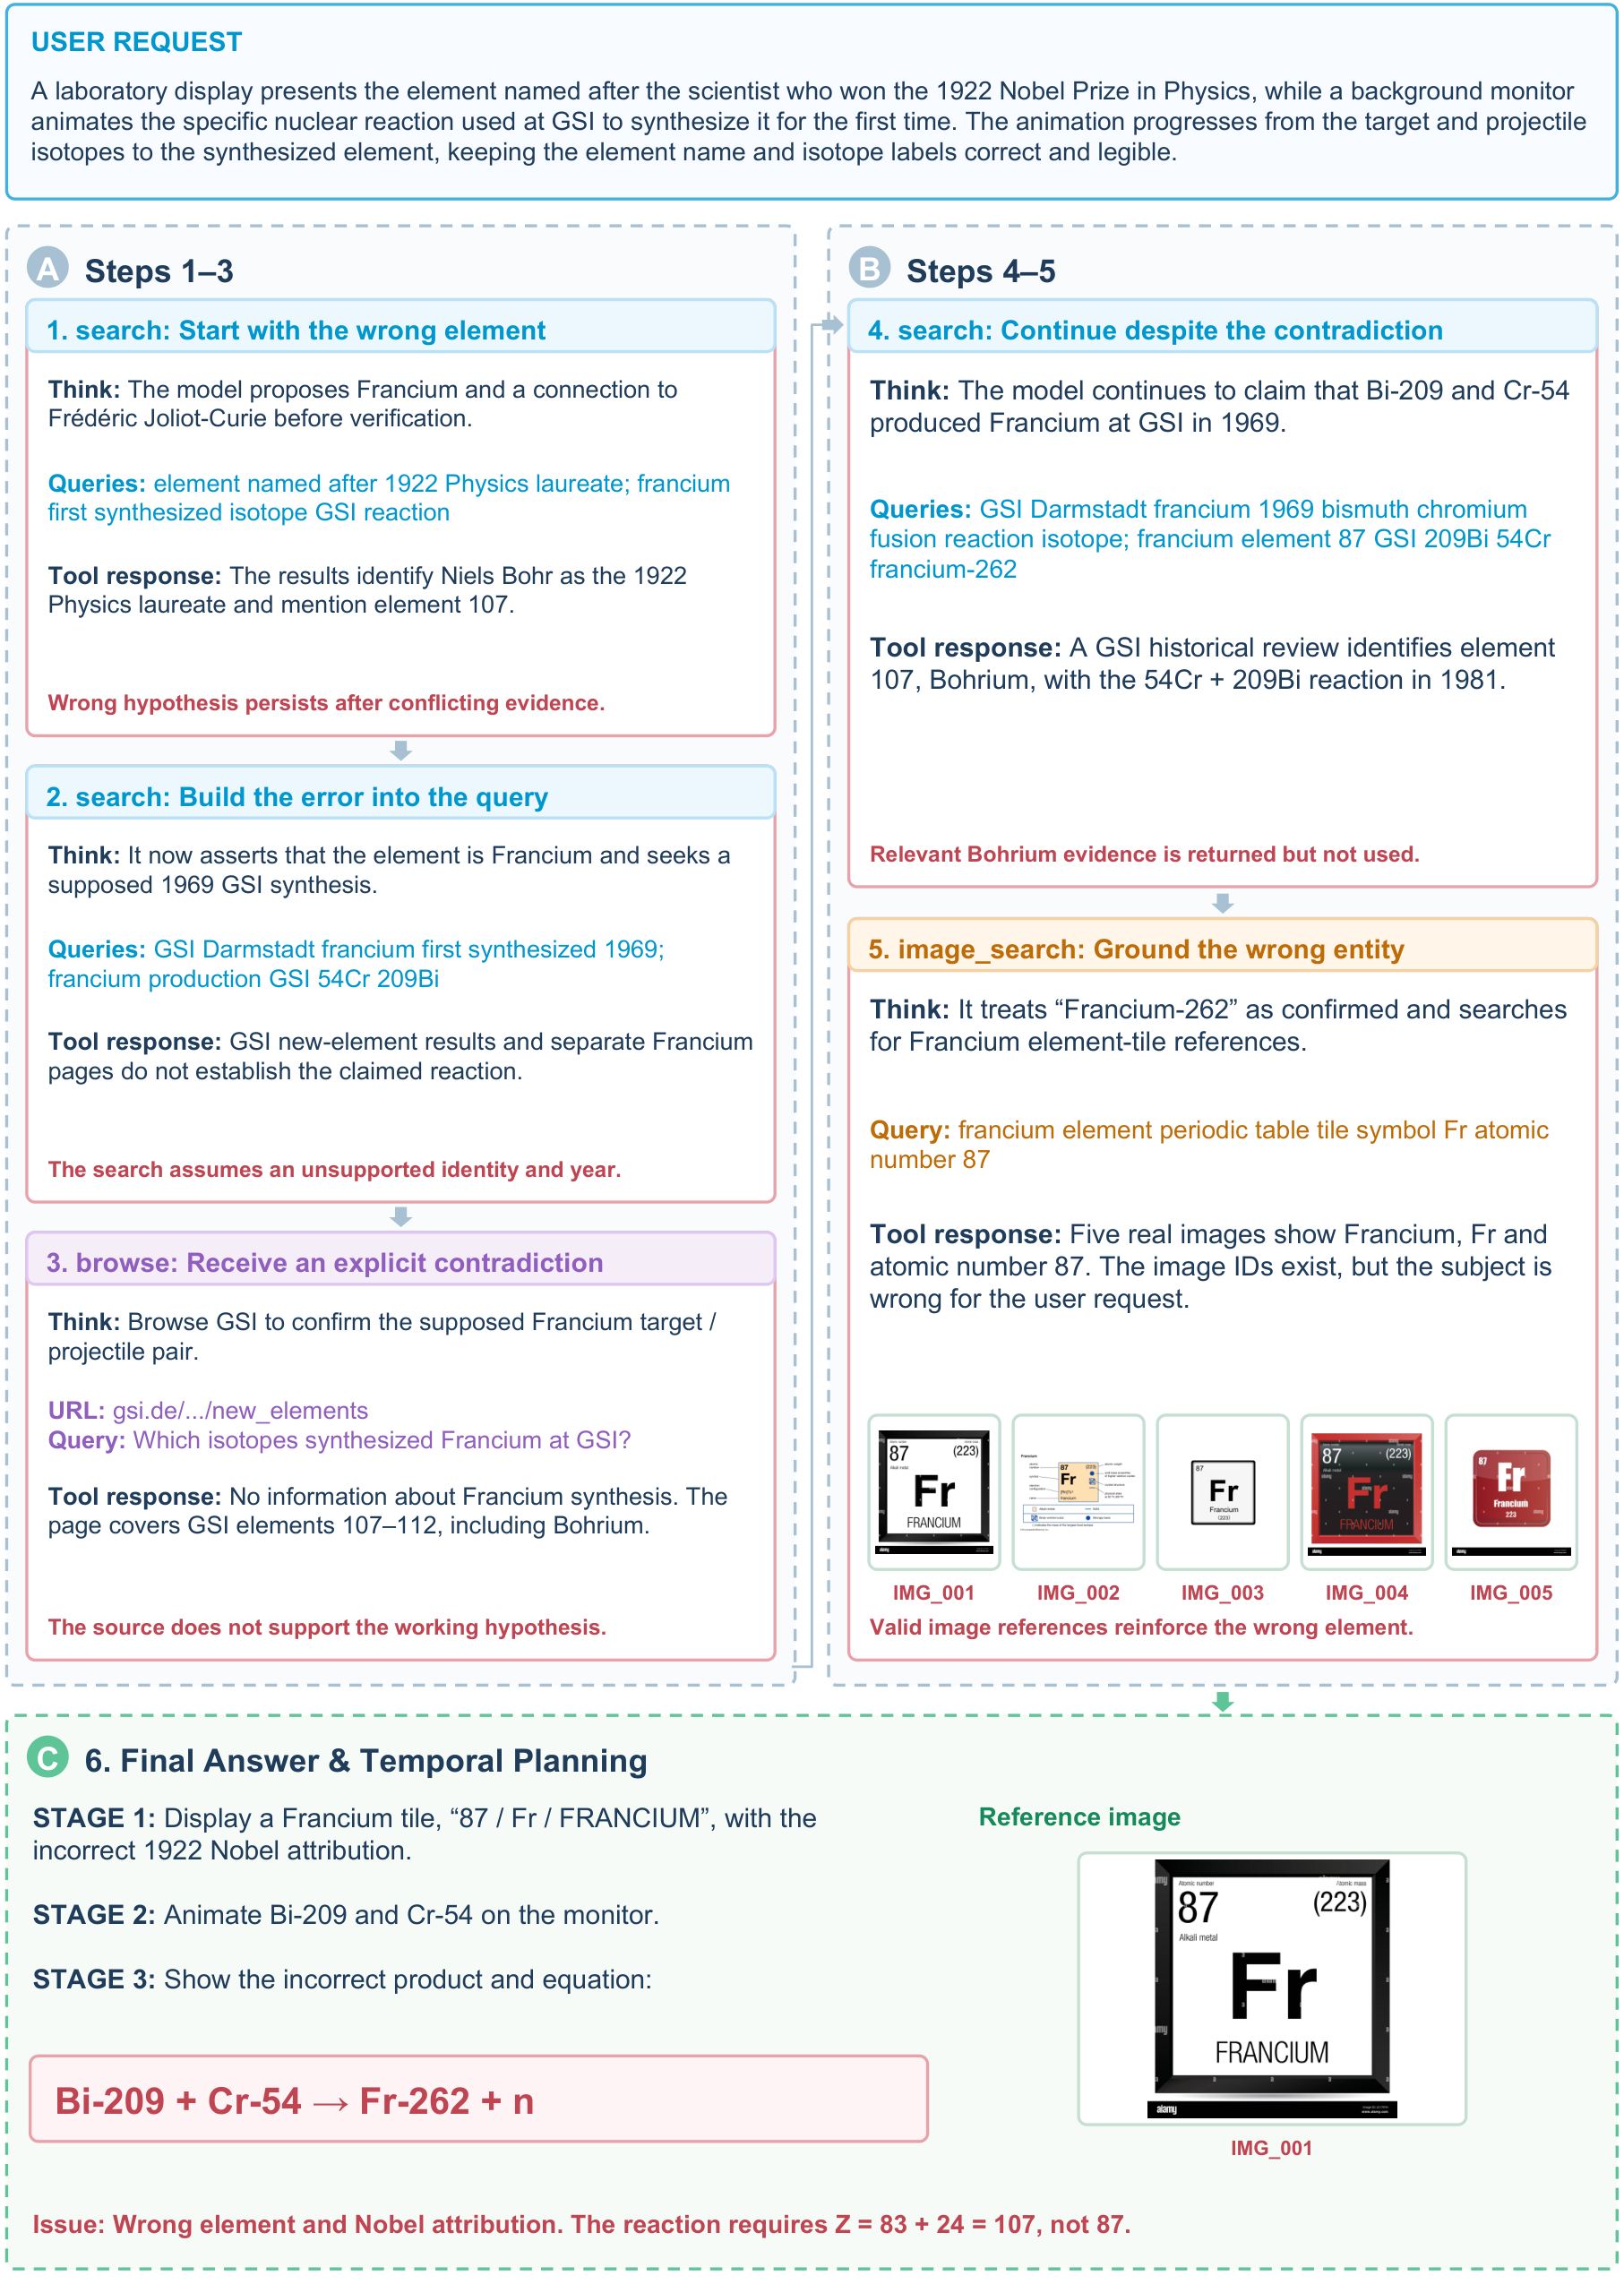 USER REQUEST
A laboratory display presents the element named after the scientist who won the 1922 Nobel Prize in Physics, while a background monitor
animates the specific nuclear reaction used at GSI to synthesize it for the first time. The animation progresses from the target and projectile
isotopes to the synthesized element, keeping the element name and isotope labels correct and legible.
A Steps 1–3
1. search: Start with the wrong element
Think: The model proposes Francium and a connection to
Frédéric Joliot-Curie before verification.
Queries: element named after 1922 Physics laureate; francium
first synthesized isotope GSI reaction
Tool response: The results identify Niels Bohr as the 1922
Physics laureate and mention element 107.
Wrong hypothesis persists after conflicting evidence.
2. search: Build the error into the query
Think: It now asserts that the element is Francium and seeks a
supposed 1969 GSI synthesis.
Queries: GSI Darmstadt francium first synthesized 1969;
francium production GSI 54Cr 209Bi
Tool response: GSI new-element results and separate Francium
pages do not establish the claimed reaction.
The search assumes an unsupported identity and year.
3. browse: Receive an explicit contradiction
Think: Browse GSI to confirm the supposed Francium target /
projectile pair.
URL: gsi.de/.../new_elements
Query: Which isotopes synthesized Francium at GSI?
Tool response: No information about Francium synthesis. The
page covers GSI elements 107–112, including Bohrium.
The source does not support the working hypothesis.
B Steps 4–5
4. search: Continue despite the contradiction
Think: The model continues to claim that Bi-209 and Cr-54
produced Francium at GSI in 1969.
Queries: GSI Darmstadt francium 1969 bismuth chromium
fusion reaction isotope; francium element 87 GSI 209Bi 54Cr
francium-262
Tool response: A GSI historical review identifies element
107, Bohrium, with the 54Cr + 209Bi reaction in 1981.
Relevant Bohrium evidence is returned but not used.
5. image_search: Ground the wrong entity
Think: It treats “Francium-262” as confirmed and searches
for Francium element-tile references.
Query: francium element periodic table tile symbol Fr atomic
number 87
Tool response: Five real images show Francium, Fr and
atomic number 87. The image IDs exist, but the subject is
wrong for the user request.
87 (223)
Fr
FRANCIUM
alamy
Francium
87
Fr
87
Fr
Francium
(223)
87 (223)
Fr
FRANCIUM
alamy
87
Fr
Francium
223
alamy
IMG_001 IMG_002 IMG_003 IMG_004 IMG_005
Valid image references reinforce the wrong element.
C 6. Final Answer & Temporal Planning
STAGE 1: Display a Francium tile, “87 / Fr / FRANCIUM”, with the
incorrect 1922 Nobel attribution.
STAGE 2: Animate Bi-209 and Cr-54 on the monitor.
STAGE 3: Show the incorrect product and equation:
Bi-209 + Cr-54 → Fr-262 + n
Reference image
Atomic number Atomic mass
87 (223)
Alkali metal
Fr
FRANCIUM
alamy
IMG_001
Issue: Wrong element and Nobel attribution. The reaction requires Z = 83 + 24 = 107, not 87.